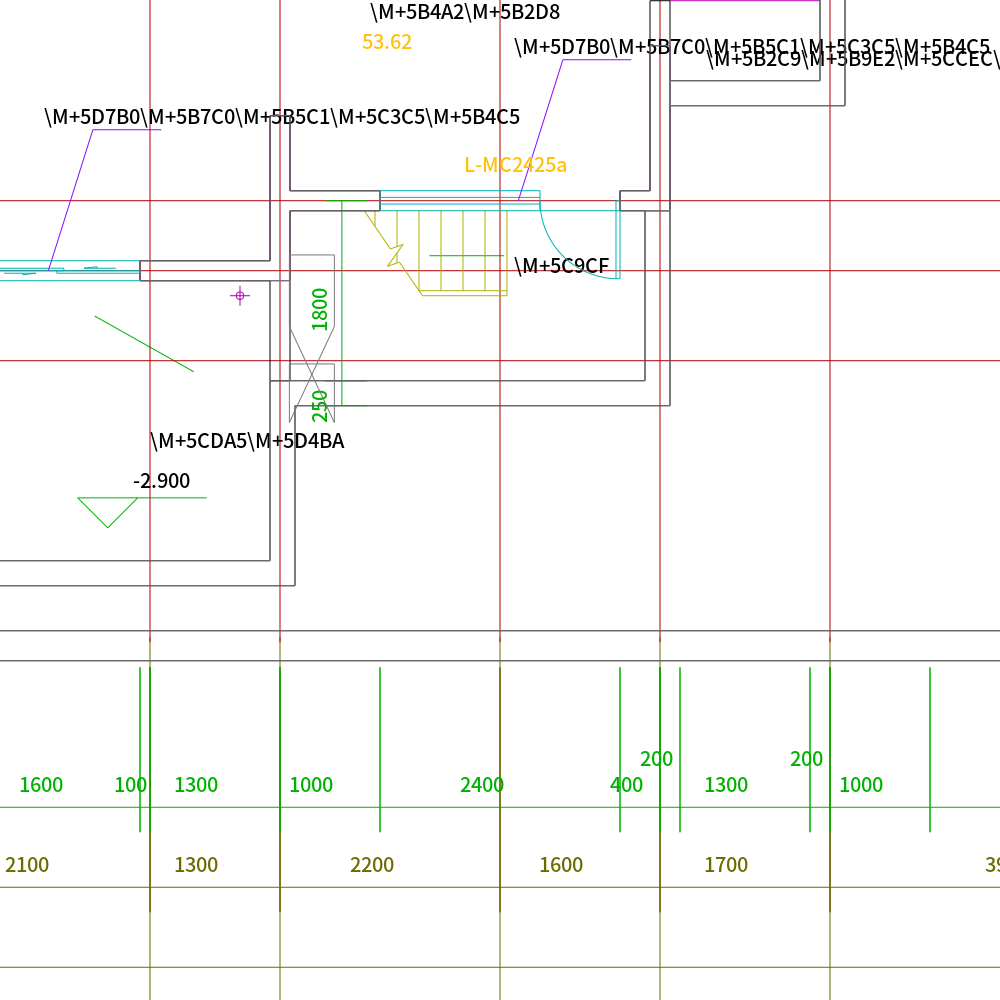 \M+5B4A2\M+5B2D8
53.62
\M+5D7B0\M+5B7C0\M+5B5C1\M+5C3C5\M+5B4C5
\M+5B2C9\M+5B9E2\M+5CCEC\
\M+5D7B0\M+5B7C0\M+5B5C1\M+5C3C5\M+5B4C5
L-MC2425a
\M+5C9CF
1800
250
\M+5CDA5\M+5D4BA
-2.900
200 200
1600 100 1300 1000 2400 400 1300 1000
2100 1300 2200 1600 1700 39